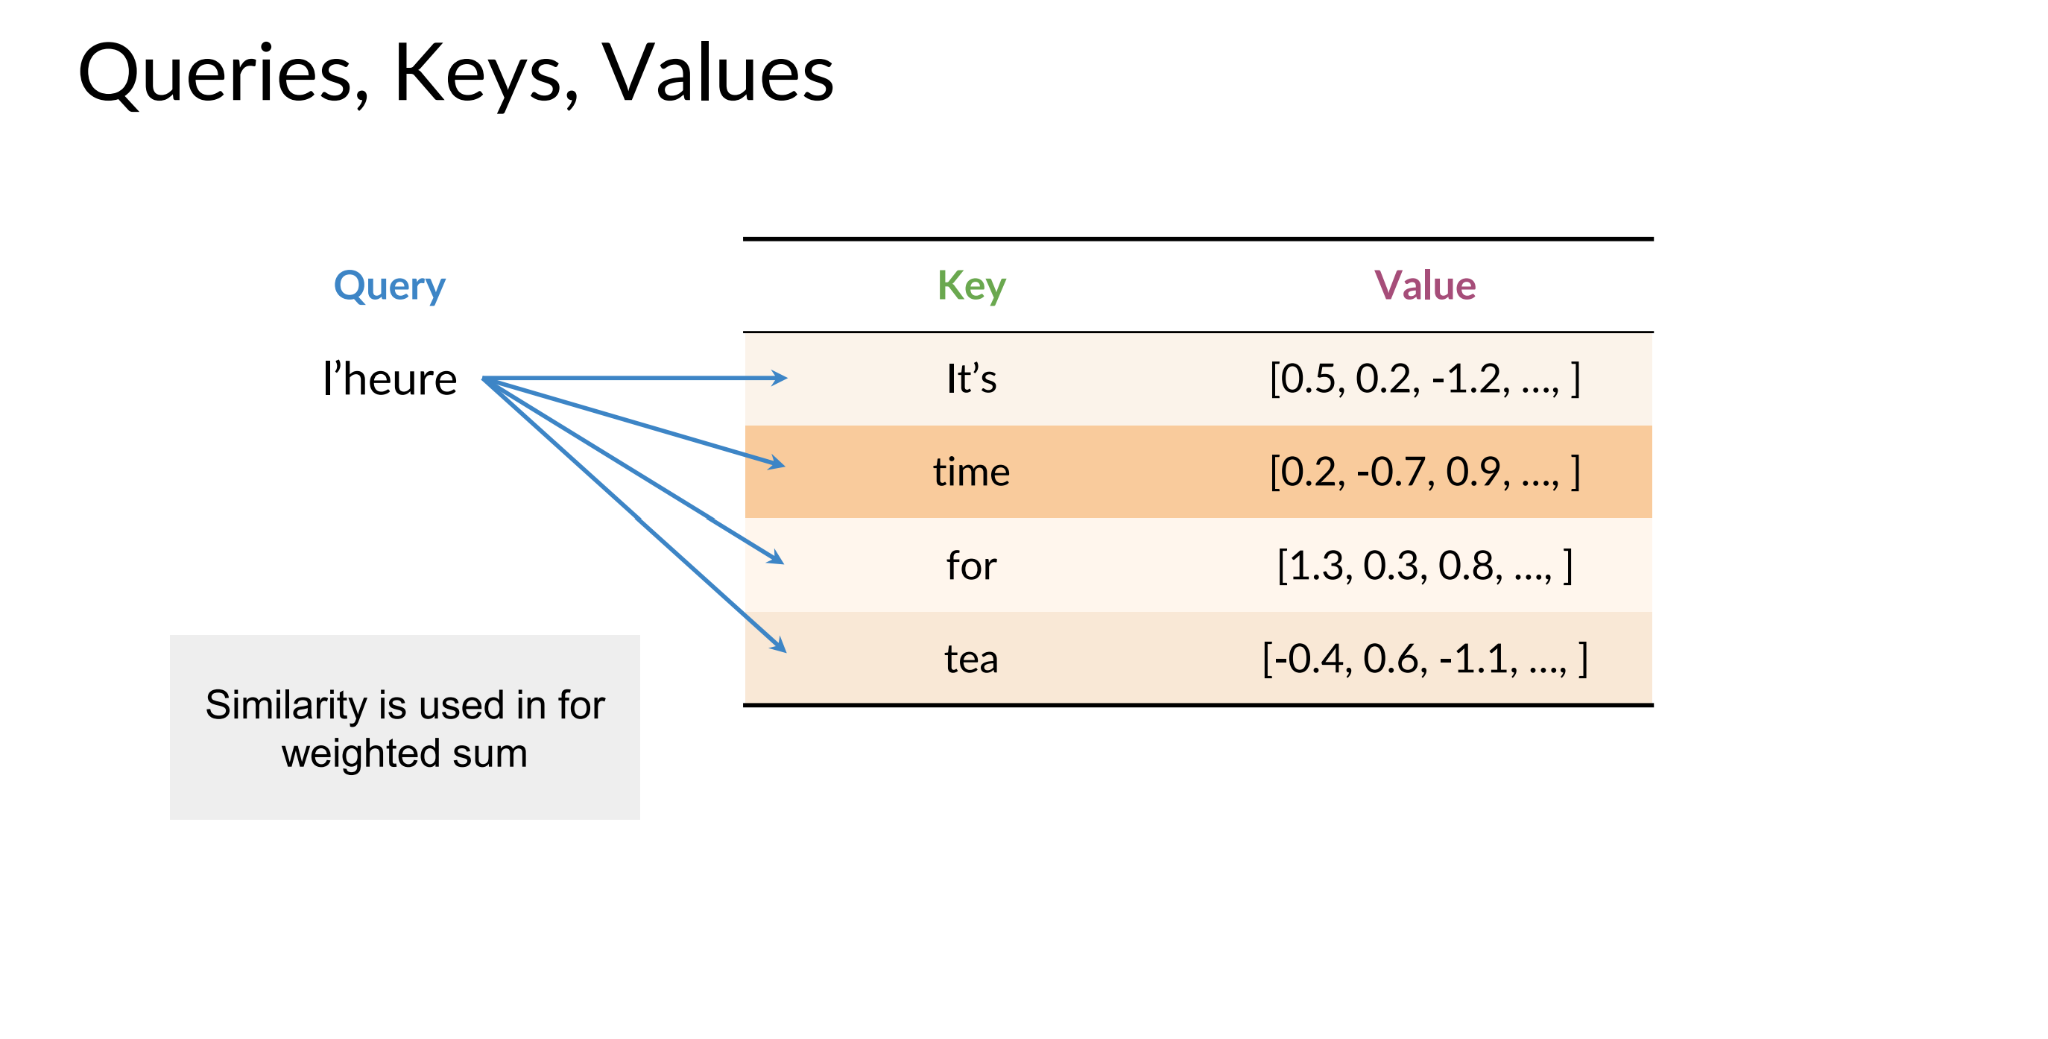 Queries, Keys, Values
Query
Key
Value
l’heure
It’s
[0.5, 0.2, -1.2, ..., ]
time
[0.2, -0.7, 0.9, ..., ]
for
[1.3, 0.3, 0.8, ..., ]
tea
[-0.4, 0.6, -1.1, ..., ]
Similarity is used in for
weighted sum